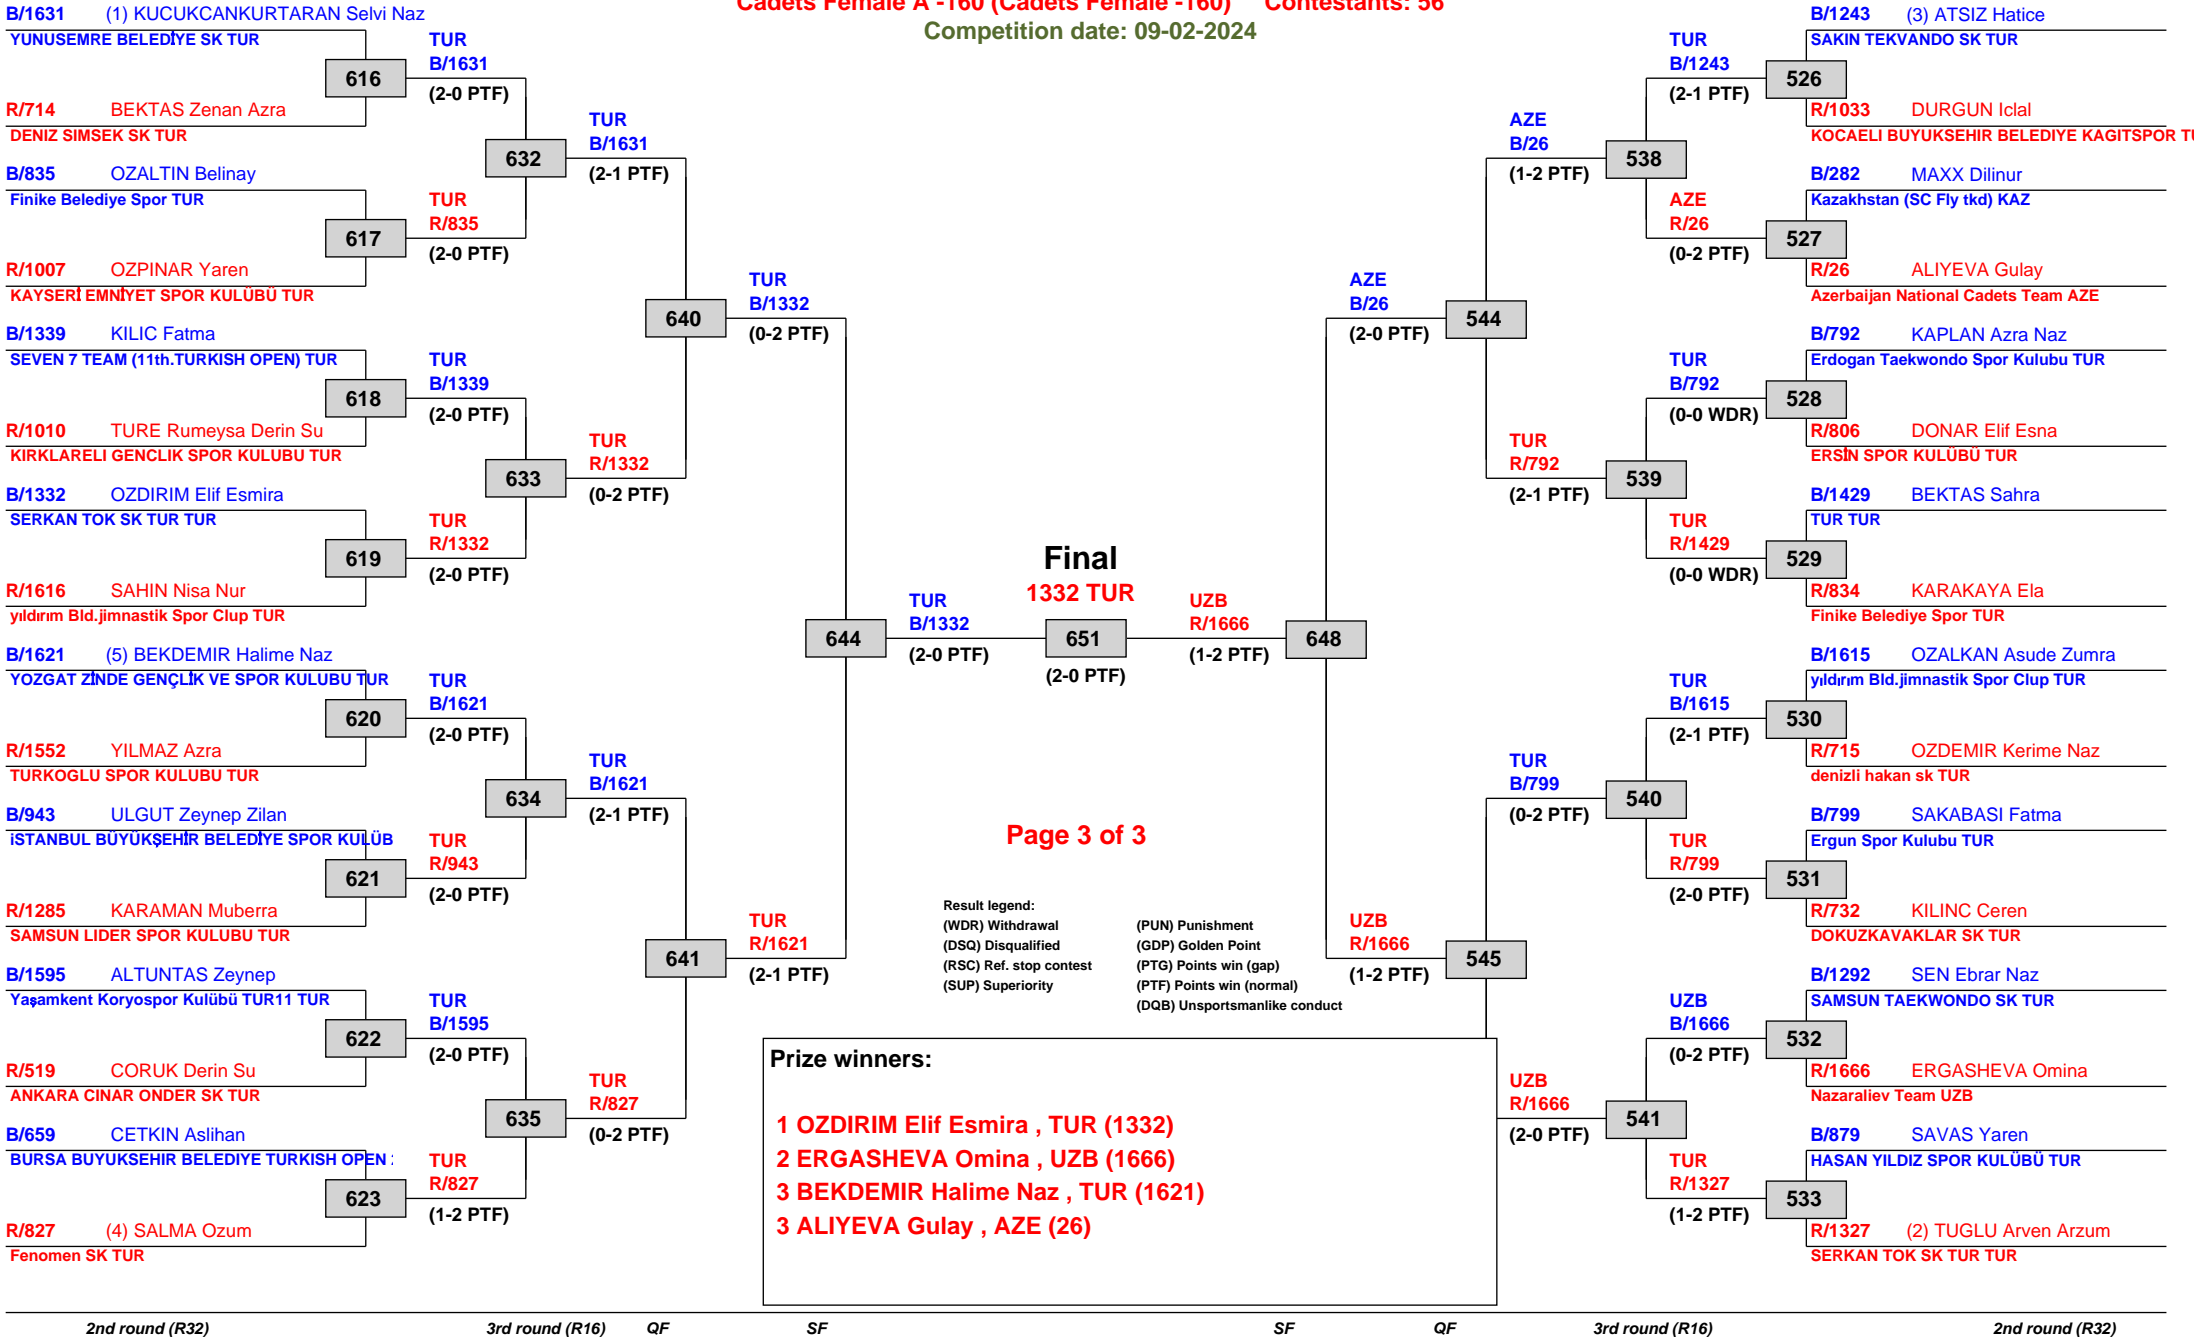 Cadets Female A -160 (Cadets Female -160) Contestants: 56
Competition date: 09-02-2024
B/1631 (1) KUCUKCANKURTARAN Selvi Naz
YUNUSEMRE BELEDİYE SK TUR
616
R/714 BEKTAS Zenan Azra
DENIZ SIMSEK SK TUR
B/835 OZALTIN Belinay
Finike Belediye Spor TUR
617
R/1007 OZPINAR Yaren
KAYSERİ EMNİYET SPOR KULÜBÜ TUR
B/1339 KILIC Fatma
SEVEN 7 TEAM (11th.TURKISH OPEN) TUR
618
R/1010 TURE Rumeysa Derin Su
KIRKLARELI GENCLIK SPOR KULUBU TUR
B/1332 OZDIRIM Elif Esmira
SERKAN TOK SK TUR TUR
619
R/1616 SAHIN Nisa Nur
yıldırım Bld.jimnastik Spor Clup TUR
B/1621 (5) BEKDEMIR Halime Naz
YOZGAT ZİNDE GENÇLİK VE SPOR KULUBU TUR
620
R/1552 YILMAZ Azra
TURKOGLU SPOR KULUBU TUR
B/943 ULGUT Zeynep Zilan
iSTANBUL BÜYÜKŞEHİR BELEDİYE SPOR KULÜB
621
R/1285 KARAMAN Muberra
SAMSUN LIDER SPOR KULUBU TUR
B/1595 ALTUNTAS Zeynep
Yaşamkent Koryospor Kulübü TUR11 TUR
622
R/519 CORUK Derin Su
ANKARA CINAR ONDER SK TUR
B/659 CETKIN Aslihan
BURSA BUYUKSEHIR BELEDIYE TURKISH OPEN
623
R/827 (4) SALMA Ozum
Fenomen SK TUR
TUR
B/1631
(2-0 PTF)
632
TUR
R/835
(2-0 PTF)
TUR
B/1339
(2-0 PTF)
633
TUR
R/1332
(2-0 PTF)
TUR
B/1621
(2-0 PTF)
634
TUR
R/943
(2-0 PTF)
TUR
B/1595
(2-0 PTF)
635
TUR
R/827
(1-2 PTF)
TUR
B/1631
(2-1 PTF)
640
TUR
R/1332
(0-2 PTF)
TUR
B/1621
(2-1 PTF)
641
TUR
R/827
(0-2 PTF)
TUR
B/1332
(0-2 PTF)
644
TUR
R/1621
(2-1 PTF)
TUR
B/1332
(2-0 PTF)
Final
1332 TUR
651
(2-0 PTF)
UZB
R/1666
(1-2 PTF)
648
AZE
B/26
(2-0 PTF)
544
UZB
R/1666
(1-2 PTF)
545
AZE
B/26
(1-2 PTF)
538
TUR
R/792
(2-1 PTF)
539
TUR
B/799
(0-2 PTF)
540
UZB
R/1666
(2-0 PTF)
541
TUR
B/1243
(2-1 PTF)
AZE
R/26
(0-2 PTF)
TUR
B/792
(0-0 WDR)
TUR
R/1429
(0-0 WDR)
TUR
B/1615
(2-1 PTF)
TUR
R/799
(2-0 PTF)
UZB
B/1666
(0-2 PTF)
TUR
R/1327
(1-2 PTF)
B/1243 (3) ATSIZ Hatice
SAKIN TEKVANDO SK TUR
526
R/1033 DURGUN Iclal
KOCAELI BUYUKSEHIR BELEDIYE KAGITSPOR
B/282 MAXX Dilinur
Kazakhstan (SC Fly tkd) KAZ
527
R/26 ALIYEVA Gulay
Azerbaijan National Cadets Team AZE
B/792 KAPLAN Azra Naz
Erdogan Taekwondo Spor Kulubu TUR
528
R/806 DONAR Elif Esna
ERSİN SPOR KULÜBÜ TUR
B/1429 BEKTAS Sahra
TUR TUR
529
R/834 KARAKAYA Ela
Finike Belediye Spor TUR
B/1615 OZALKAN Asude Zumra
yıldırım Bld.jimnastik Spor Clup TUR
530
R/715 OZDEMIR Kerime Naz
denizli hakan sk TUR
B/799 SAKABASI Fatma
Ergun Spor Kulubu TUR
531
R/732 KILINC Ceren
DOKUZKAVAKLAR SK TUR
B/1292 SEN Ebrar Naz
SAMSUN TAEKWONDO SK TUR
532
R/1666 ERGASHEVA Omina
Nazaraliev Team UZB
B/879 SAVAS Yaren
HASAN YILDIZ SPOR KULÜBÜ TUR
533
R/1327 (2) TUGLU Arven Arzum
SERKAN TOK SK TUR TUR
Page 3 of 3
Result legend:
(WDR) Withdrawal (PUN) Punishment
(DSQ) Disqualified (GDP) Golden Point
(RSC) Ref. stop contest (PTG) Points win (gap)
(SUP) Superiority (PTF) Points win (normal)
(DQB) Unsportsmanlike conduct
Prize winners:
1 OZDIRIM Elif Esmira , TUR (1332)
2 ERGASHEVA Omina , UZB (1666)
3 BEKDEMIR Halime Naz , TUR (1621)
3 ALIYEVA Gulay , AZE (26)
2nd round (R32) 3rd round (R16) QF SF SF QF 3rd round (R16) 2nd round (R32)